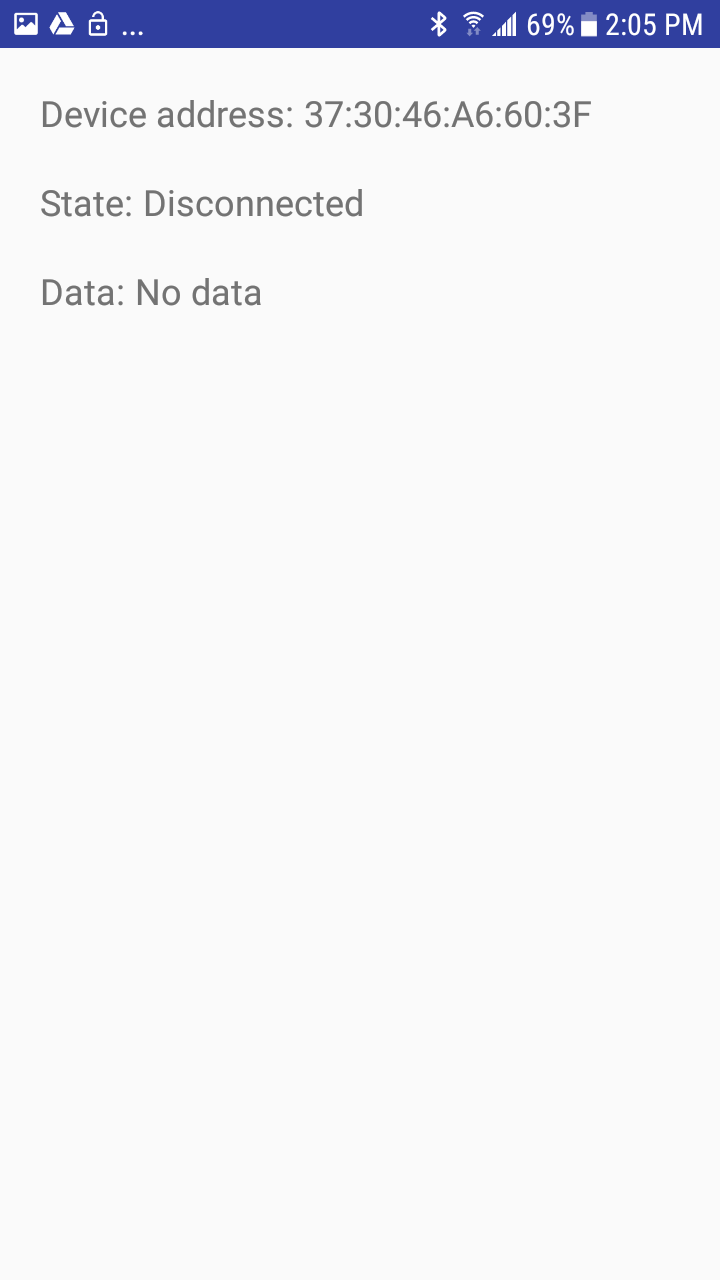 ... 69% 2:05 PM
Device address: 37:30:46:A6:60:3F
State: Disconnected
Data: No data